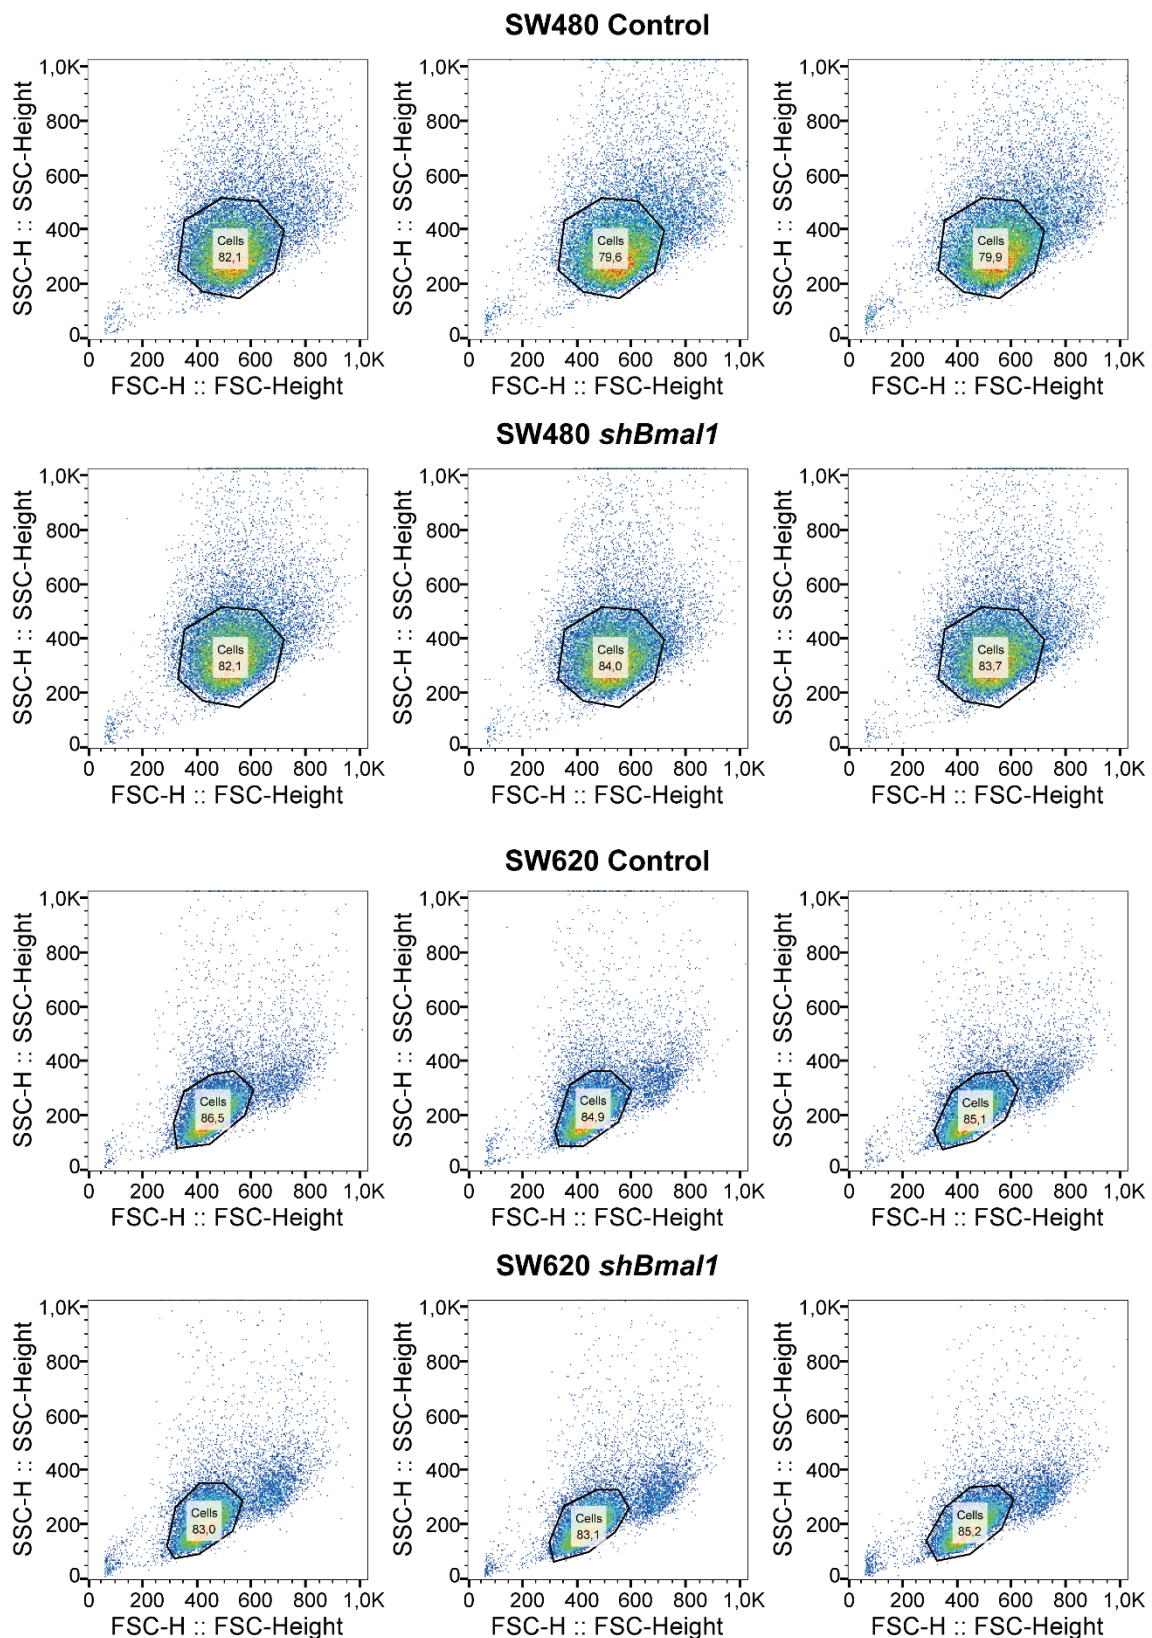 SW480 Control
1,0K 800 600 400 200 0
SSC-H :: SSC-Height
Cells
82,1
0 200 400 600 800 1,0K
FSC-H :: FSC-Height
1,0K 800 600 400 200 0
SSC-H :: SSC-Height
Cells
79,6
0 200 400 600 800 1,0K
FSC-H :: FSC-Height
1,0K 800 600 400 200 0
SSC-H :: SSC-Height
Cells
79,9
0 200 400 600 800 1,0K
FSC-H :: FSC-Height
SW480 shBmal1
1,0K 800 600 400 200 0
SSC-H :: SSC-Height
Cells
82,1
0 200 400 600 800 1,0K
FSC-H :: FSC-Height
1,0K 800 600 400 200 0
SSC-H :: SSC-Height
Cells
84,0
0 200 400 600 800 1,0K
FSC-H :: FSC-Height
1,0K 800 600 400 200 0
SSC-H :: SSC-Height
Cells
83,7
0 200 400 600 800 1,0K
FSC-H :: FSC-Height
SW620 Control
1,0K 800 600 400 200 0
SSC-H :: SSC-Height
Cells
86,5
0 200 400 600 800 1,0K
FSC-H :: FSC-Height
1,0K 800 600 400 200 0
SSC-H :: SSC-Height
Cells
84,9
0 200 400 600 800 1,0K
FSC-H :: FSC-Height
1,0K 800 600 400 200 0
SSC-H :: SSC-Height
Cells
85,1
0 200 400 600 800 1,0K
FSC-H :: FSC-Height
SW620 shBmal1
1,0K 800 600 400 200 0
SSC-H :: SSC-Height
Cells
83,0
0 200 400 600 800 1,0K
FSC-H :: FSC-Height
1,0K 800 600 400 200 0
SSC-H :: SSC-Height
Cells
83,1
0 200 400 600 800 1,0K
FSC-H :: FSC-Height
1,0K 800 600 400 200 0
SSC-H :: SSC-Height
Cells
85,2
0 200 400 600 800 1,0K
FSC-H :: FSC-Height